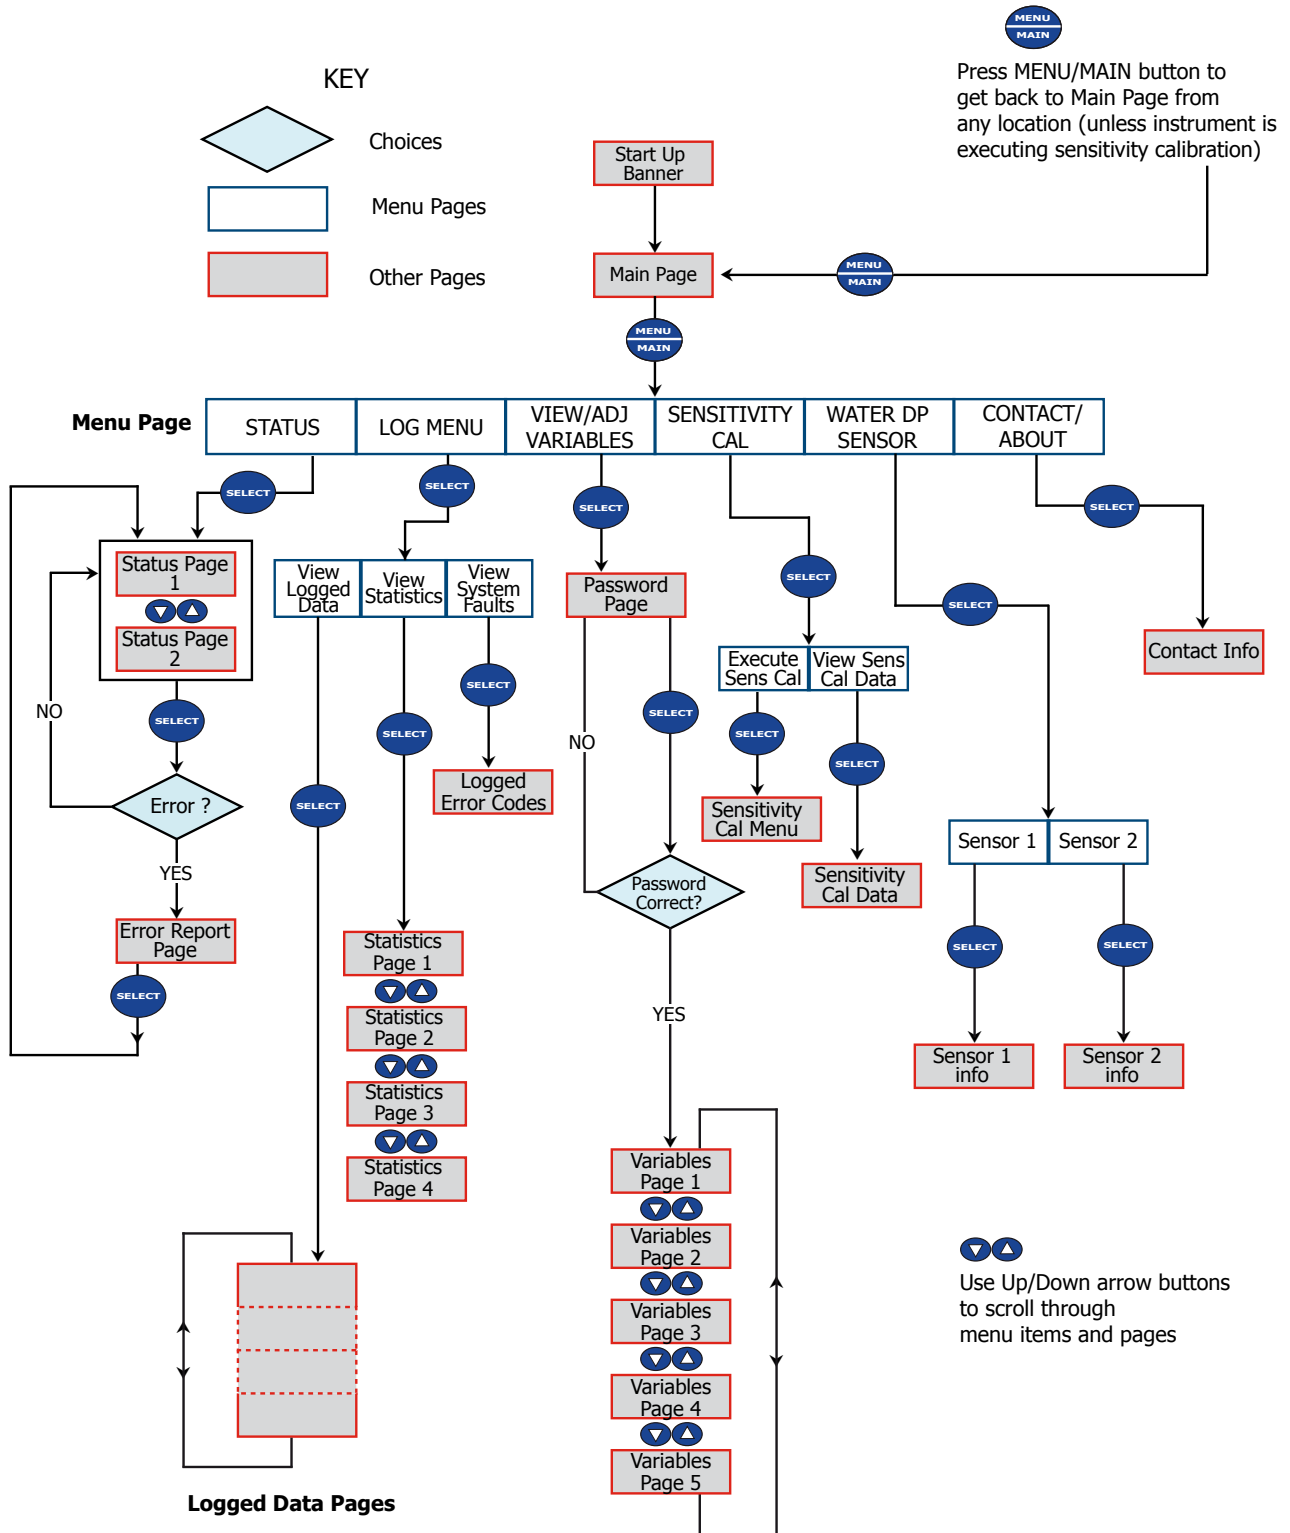 MENU
MAIN
Press MENU/MAIN button to
get back to Main Page from
any location (unless instrument is
executing sensitivity calibration)
KEY
Choices
Menu Pages
Other Pages
Start Up
Banner
Main Page
MENU
MAIN
MENU
MAIN
Menu Page
STATUS
LOG MENU
VIEW/ADJ
VARIABLES
SENSITIVITY
CAL
WATER DP
SENSOR
CONTACT/
ABOUT
SELECT
SELECT
SELECT
SELECT
SELECT
SELECT
Status Page
1
Status Page
2
SELECT
NO
Error ?
YES
Error Report
Page
SELECT
View
Logged
Data
View
Statistics
View
System
Faults
SELECT
SELECT
SELECT
Logged
Error Codes
Statistics
Page 1
Statistics
Page 2
Statistics
Page 3
Statistics
Page 4
Logged Data Pages
Password
Page
SELECT
NO
Password
Correct?
YES
Variables
Page 1
Variables
Page 2
Variables
Page 3
Variables
Page 4
Variables
Page 5
Execute
Sens Cal
View Sens
Cal Data
SELECT
SELECT
Sensitivity
Cal Menu
Sensitivity
Cal Data
Sensor 1
Sensor 2
SELECT
SELECT
Sensor 1
info
Sensor 2
info
Contact Info
Use Up/Down arrow buttons
to scroll through
menu items and pages